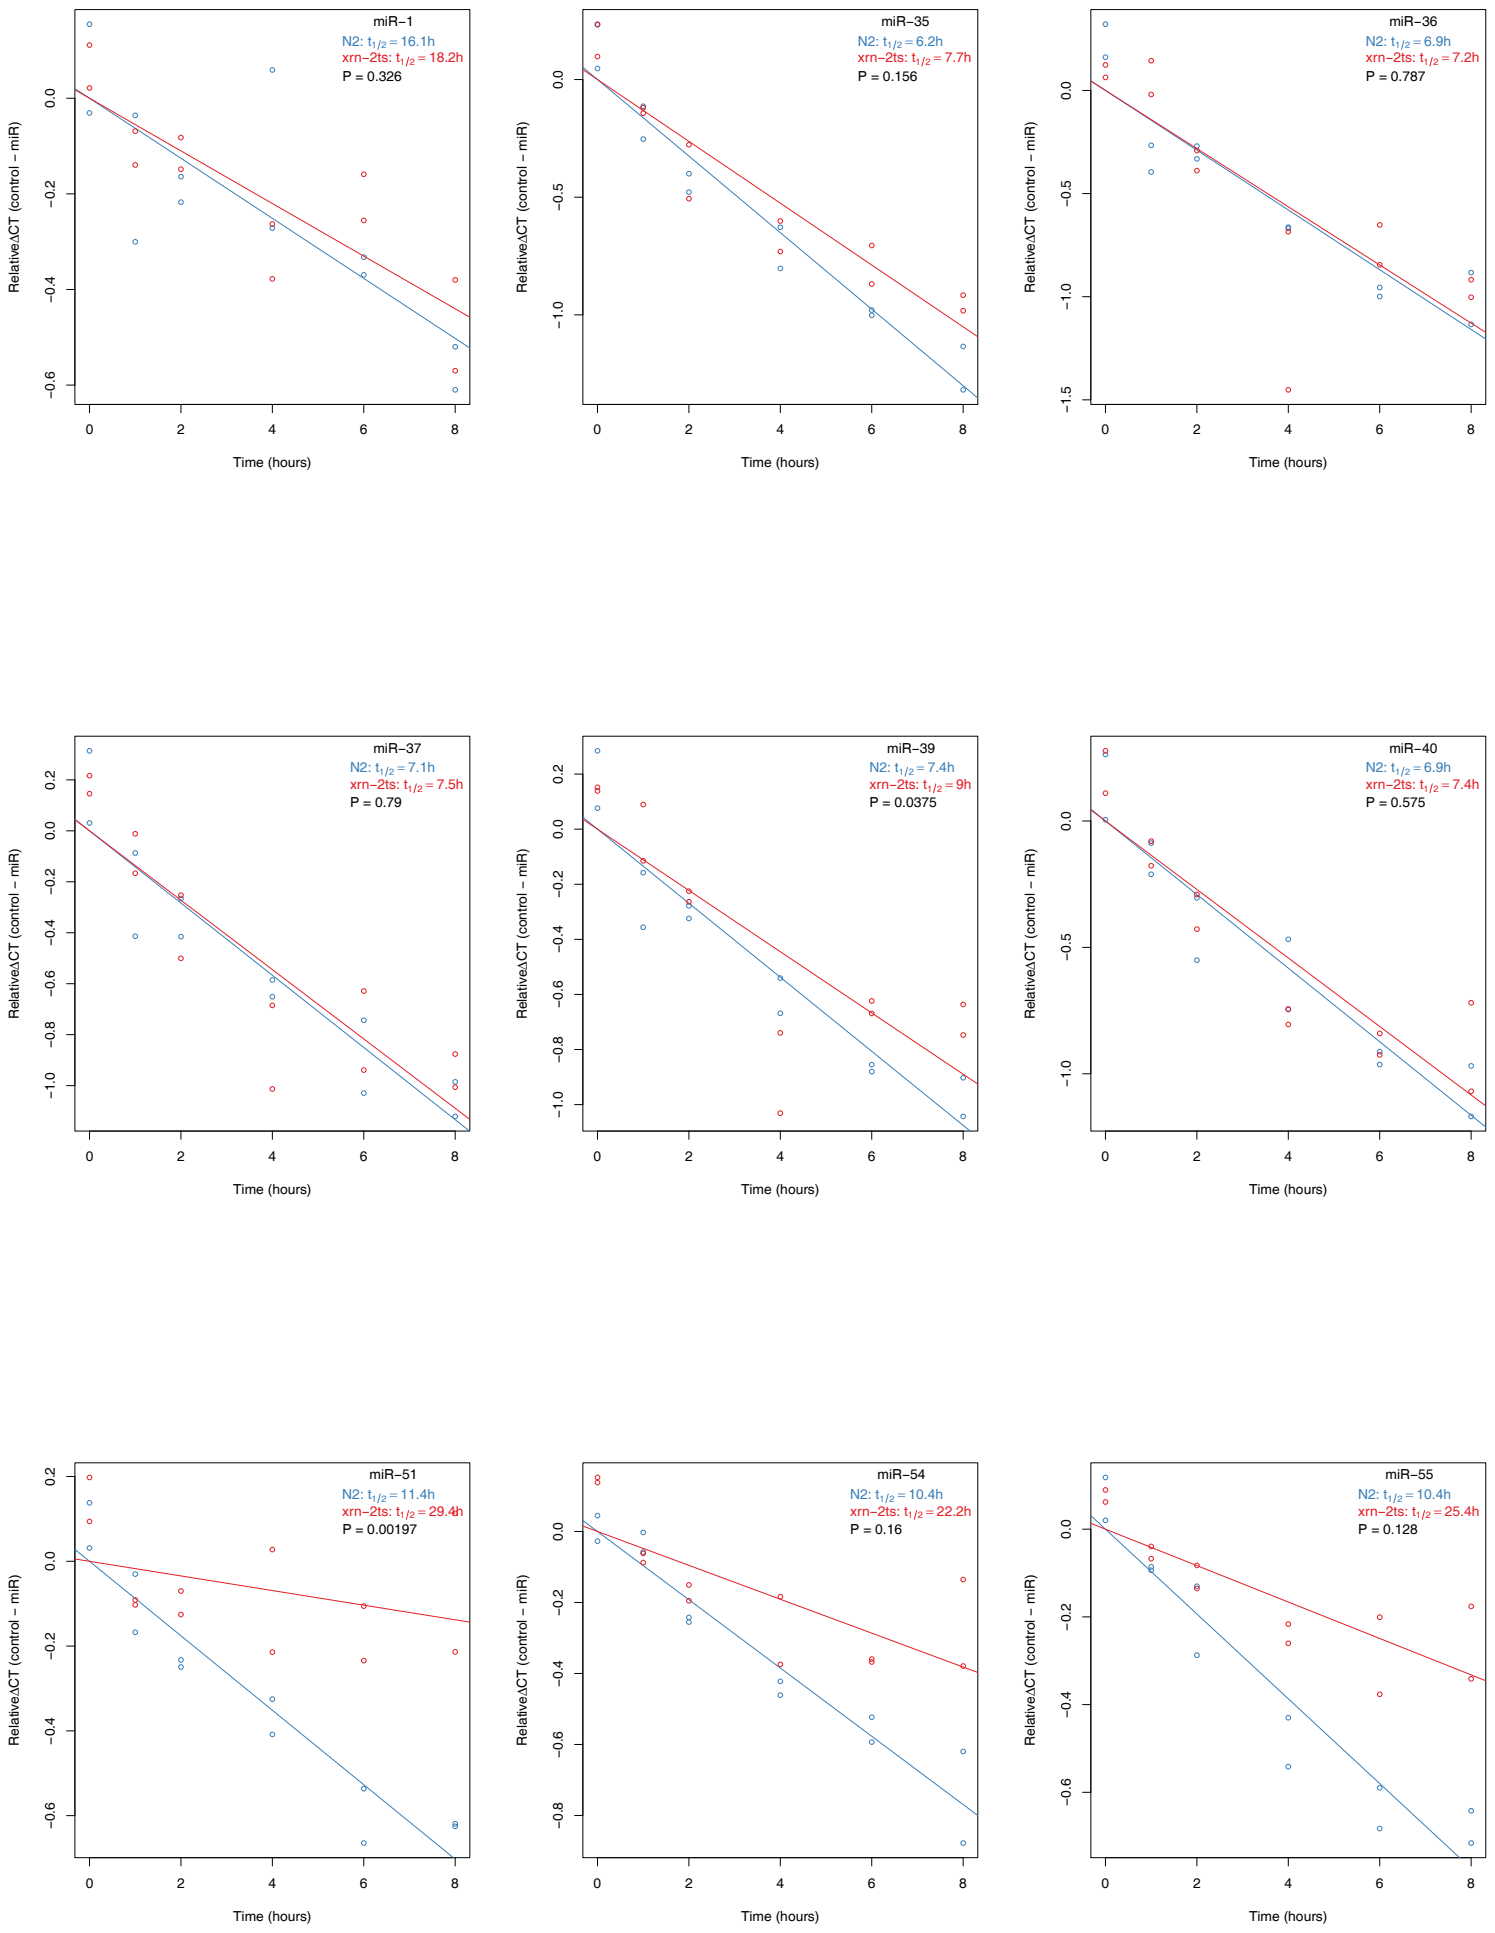 miR−1
N2: t1/2 = 16.1h
xrn−2ts: t1/2 = 18.2h
P = 0.326
RelativeΔCT (control − miR)
0.0
−0.2
−0.4
−0.6
0 2 4 6 8
Time (hours)
miR−35
N2: t1/2 = 6.2h
xrn−2ts: t1/2 = 7.7h
P = 0.156
RelativeΔCT (control − miR)
0.0
−0.5
−1.0
0 2 4 6 8
Time (hours)
miR−36
N2: t1/2 = 6.9h
xrn−2ts: t1/2 = 7.2h
P = 0.787
RelativeΔCT (control − miR)
0.0
−0.5
−1.0
−1.5
0 2 4 6 8
Time (hours)
miR−37
N2: t1/2 = 7.1h
xrn−2ts: t1/2 = 7.5h
P = 0.79
RelativeΔCT (control − miR)
0.2
0.0
−0.2
−0.4
−0.6
−0.8
−1.0
0 2 4 6 8
Time (hours)
miR−39
N2: t1/2 = 7.4h
xrn−2ts: t1/2 = 9h
P = 0.0375
RelativeΔCT (control − miR)
0.2
0.0
−0.2
−0.4
−0.6
−0.8
−1.0
0 2 4 6 8
Time (hours)
miR−40
N2: t1/2 = 6.9h
xrn−2ts: t1/2 = 7.4h
P = 0.575
RelativeΔCT (control − miR)
0.0
−0.5
−1.0
0 2 4 6 8
Time (hours)
miR−51
N2: t1/2 = 11.4h
xrn−2ts: t1/2 = 29.4h
P = 0.00197
RelativeΔCT (control − miR)
0.2
0.0
−0.2
−0.4
−0.6
0 2 4 6 8
Time (hours)
miR−54
N2: t1/2 = 10.4h
xrn−2ts: t1/2 = 22.2h
P = 0.16
RelativeΔCT (control − miR)
0.0
−0.2
−0.4
−0.6
−0.8
0 2 4 6 8
Time (hours)
miR−55
N2: t1/2 = 10.4h
xrn−2ts: t1/2 = 25.4h
P = 0.128
RelativeΔCT (control − miR)
0.0
−0.2
−0.4
−0.6
0 2 4 6 8
Time (hours)